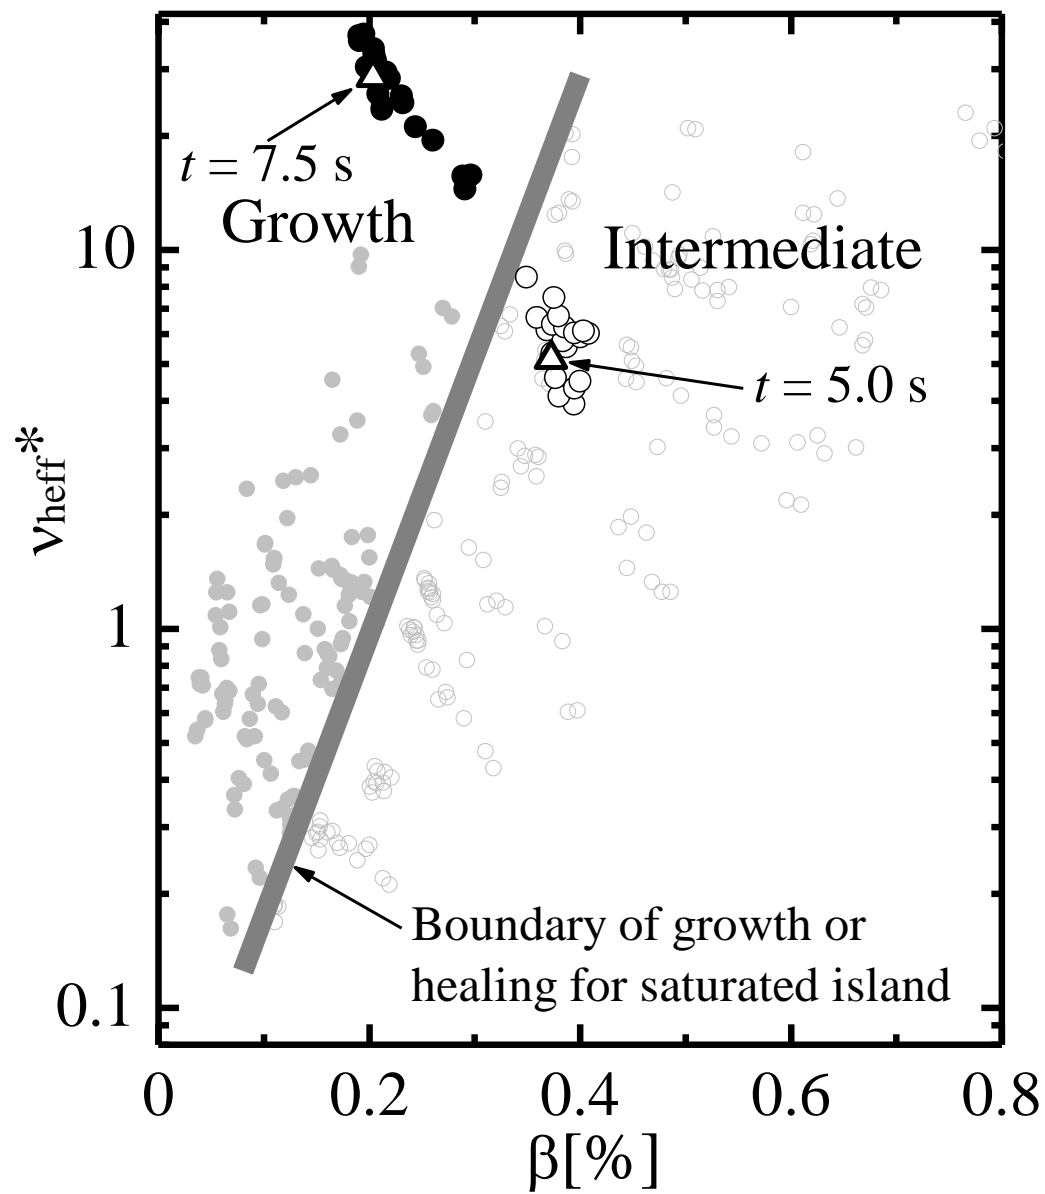 t = 7.5 s
Growth
10
Intermediate
t = 5.0 s
νheff*
1
Boundary of growth or
healing for saturated island
0.1
0 0.2 0.4 0.6 0.8
β[%]